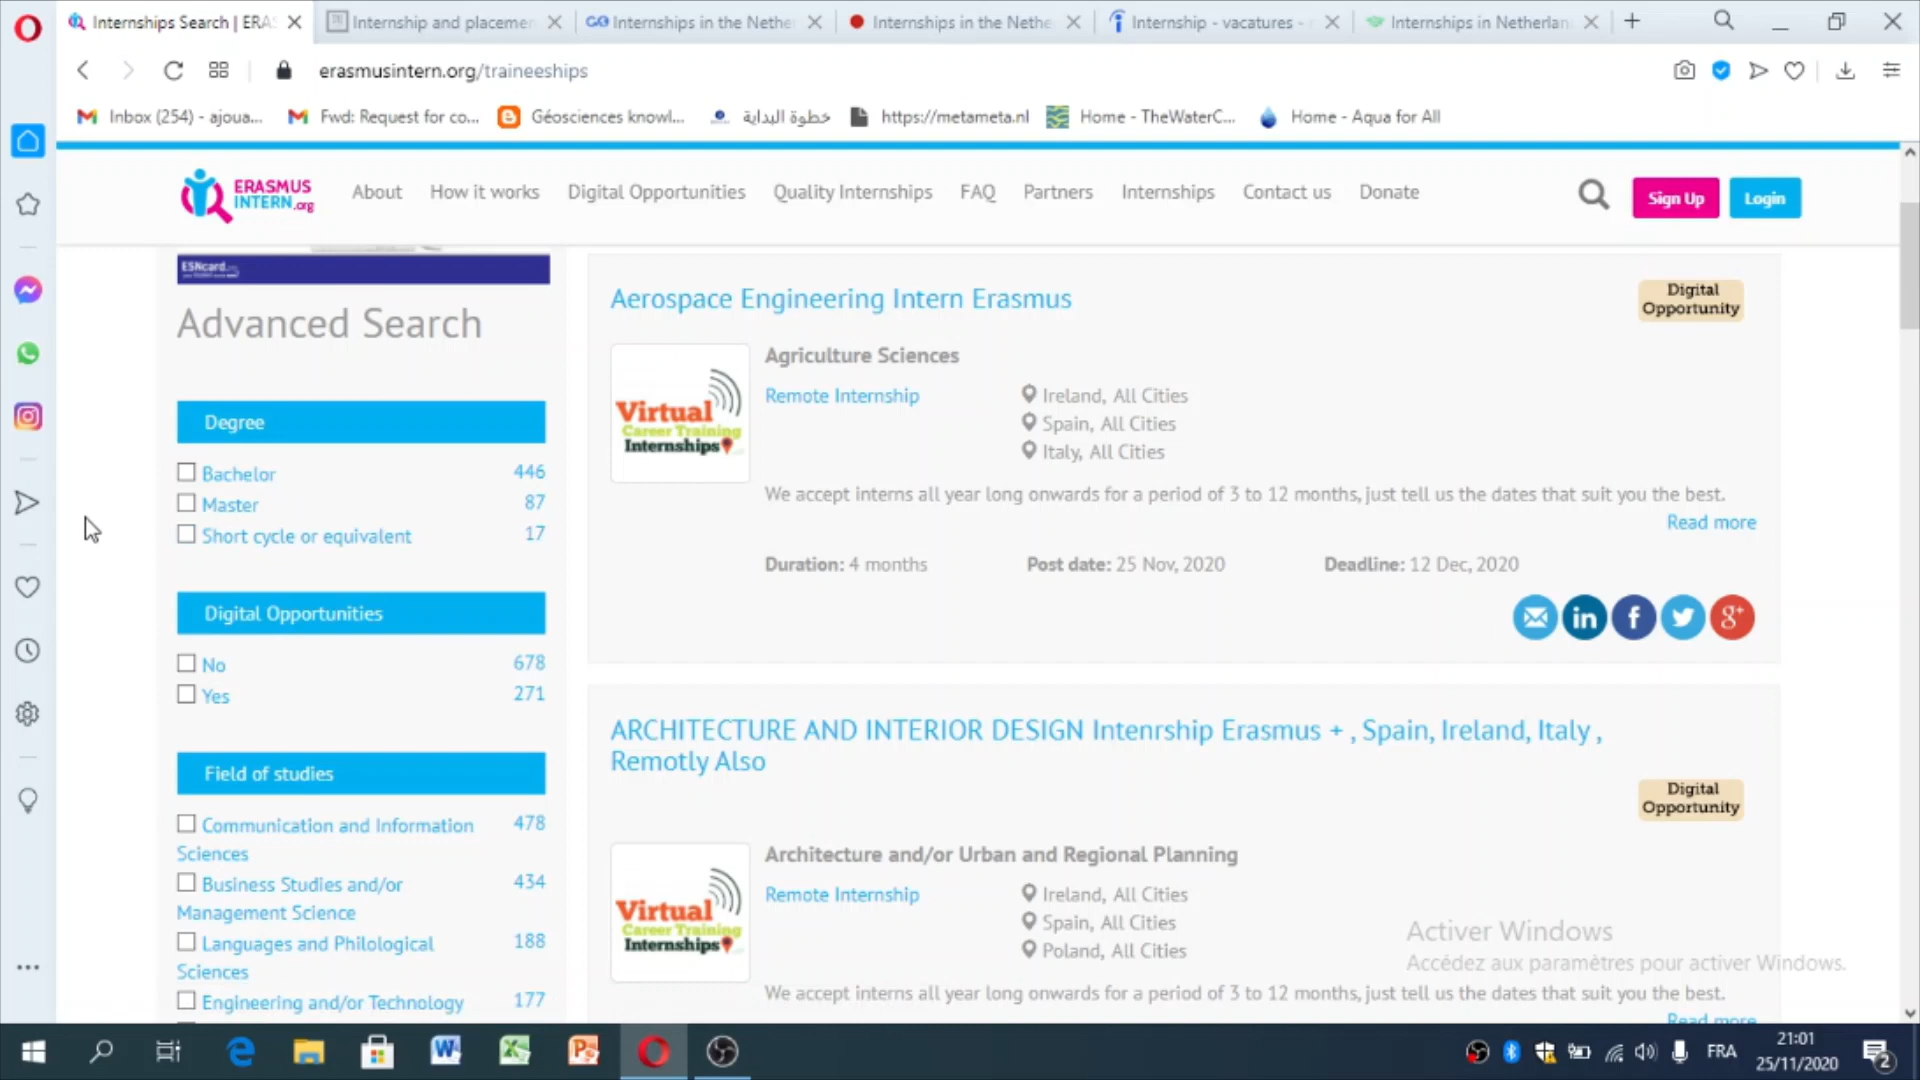 Internships Search | ERAS
Internship and placemen
Internships in the Nethe
Internships in the Nethe
Internship - vacatures -
Internships in Netherlan
erasmusintern.org/traineeships
Inbox (254) - ajoua...
Fwd: Request for co...
Géosciences knowl...
خطوة البداية
https://metameta.nl
Home - TheWaterC...
Home - Aqua for All
ERASMUS
INTERN.org
About
How it works
Digital Opportunities
Quality Internships
FAQ
Partners
Internships
Contact us
Donate
Sign Up
Login
ESNcard
Advanced Search
Degree
Bachelor 446
Master 87
Short cycle or equivalent 17
Digital Opportunities
No 678
Yes 271
Field of studies
Communication and Information 478
Sciences
Business Studies and/or 434
Management Science
Languages and Philological 188
Sciences
Engineering and/or Technology 177
Aerospace Engineering Intern Erasmus
Digital
Opportunity
Virtual
Career Training
Internships
Agriculture Sciences
Remote Internship
Ireland, All Cities
Spain, All Cities
Italy, All Cities
We accept interns all year long onwards for a period of 3 to 12 months, just tell us the dates that suit you the best.
Read more
Duration: 4 months
Post date: 25 Nov, 2020
Deadline: 12 Dec, 2020
in
f
g+
ARCHITECTURE AND INTERIOR DESIGN Intenrship Erasmus + , Spain, Ireland, Italy ,
Remotly Also
Digital
Opportunity
Virtual
Career Training
Internships
Architecture and/or Urban and Regional Planning
Remote Internship
Ireland, All Cities
Spain, All Cities
Poland, All Cities
We accept interns all year long onwards for a period of 3 to 12 months, just tell us the dates that suit you the best.
Read more
Activer Windows
Accédez aux paramètres pour activer Windows.
FRA
21:01
25/11/2020
2